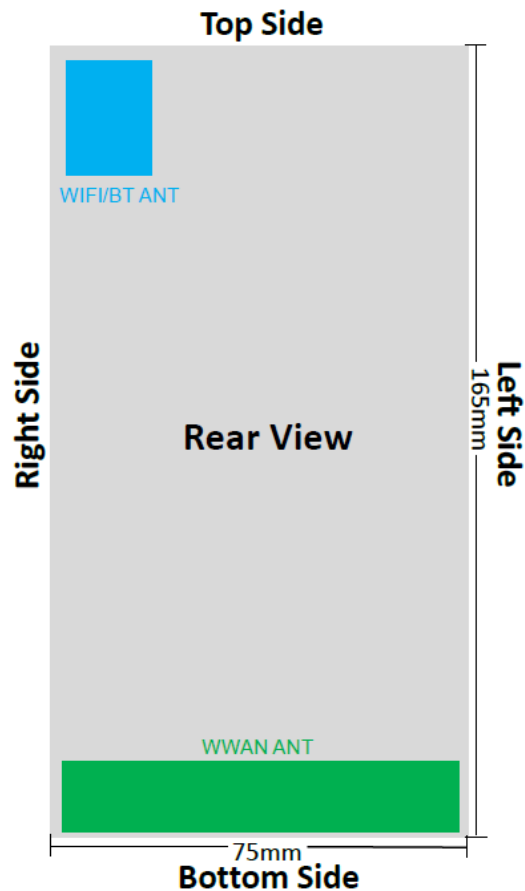 Top Side
WIFI/BT ANT
Right Side
Rear View
165mm
Left Side
WWAN ANT
75mm
Bottom Side